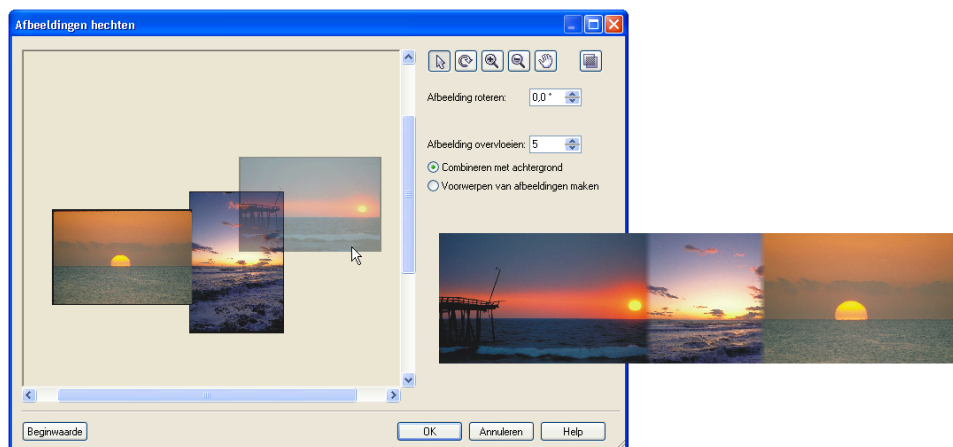 Afbeeldingen hechten
Afbeelding roteren: 0,0 °
Afbeelding overvloeien: 5
Combineren met achtergrond
Voorwerpen van afbeeldingen maken
Beginwaarde
OK
Annuleren
Help